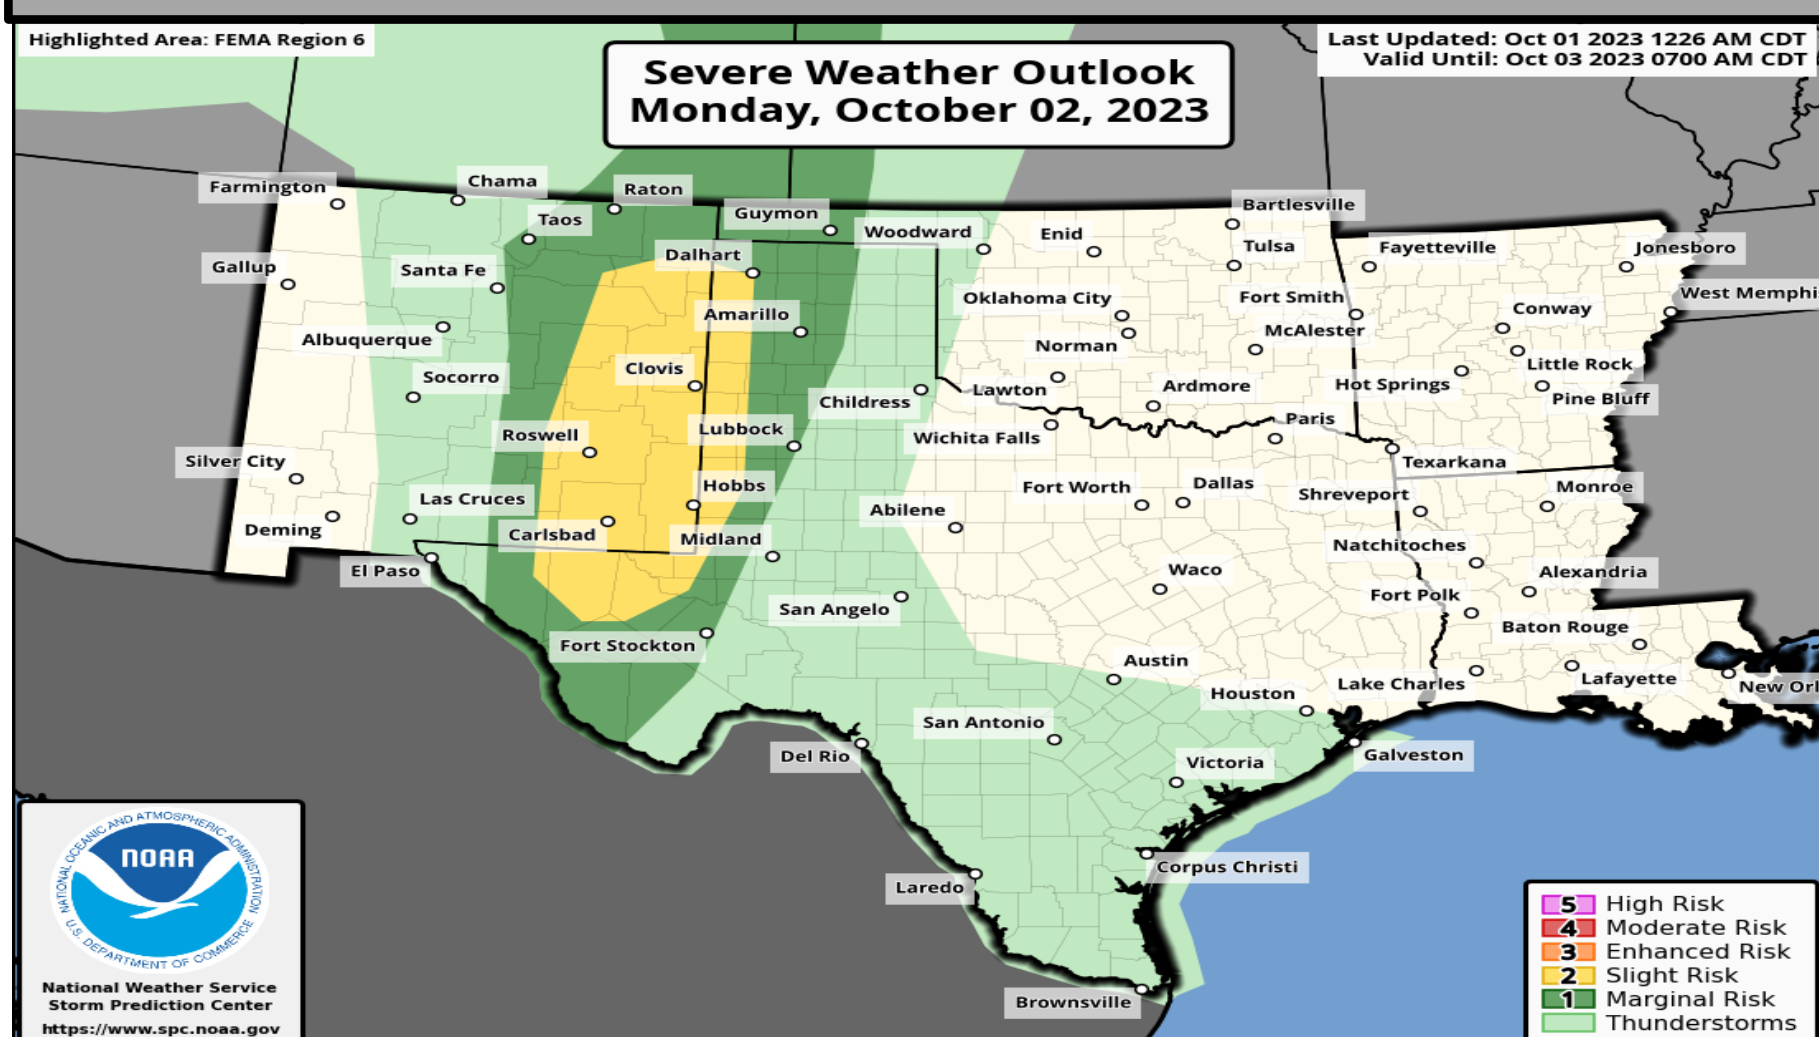 Highlighted Area: FEMA Region 6
Severe Weather Outlook
Monday, October 02, 2023
Last Updated: Oct 01 2023 1226 AM CDT
Valid Until: Oct 03 2023 0700 AM CDT
Farmington
Chama
Raton
Taos
Guymon
Woodward
Enid
Bartlesville
Tulsa
Fayetteville
Jonesboro
Gallup
Santa Fe
Dalhart
Oklahoma City
Fort Smith
Conway
West Memphi
Albuquerque
Amarillo
Norman
McAlester
Little Rock
Socorro
Clovis
Childress
Lawton
Ardmore
Hot Springs
Pine Bluff
Roswell
Lubbock
Wichita Falls
Paris
Texarkana
Silver City
Las Cruces
Hobbs
Fort Worth
Dallas
Shreveport
Monroe
Deming
Carlsbad
Midland
Abilene
Natchitoches
El Paso
Waco
Alexandria
San Angelo
Fort Polk
Fort Stockton
Baton Rouge
Austin
Houston
Lake Charles
Lafayette
New Orl
San Antonio
Del Rio
Victoria
Galveston
Laredo
Corpus Christi
Brownsville
NATIONAL OCEANIC AND ATMOSPHERIC ADMINISTRATION
NOAA
U.S. DEPARTMENT OF COMMERCE
National Weather Service
Storm Prediction Center
https://www.spc.noaa.gov
5 High Risk
4 Moderate Risk
3 Enhanced Risk
2 Slight Risk
1 Marginal Risk
Thunderstorms